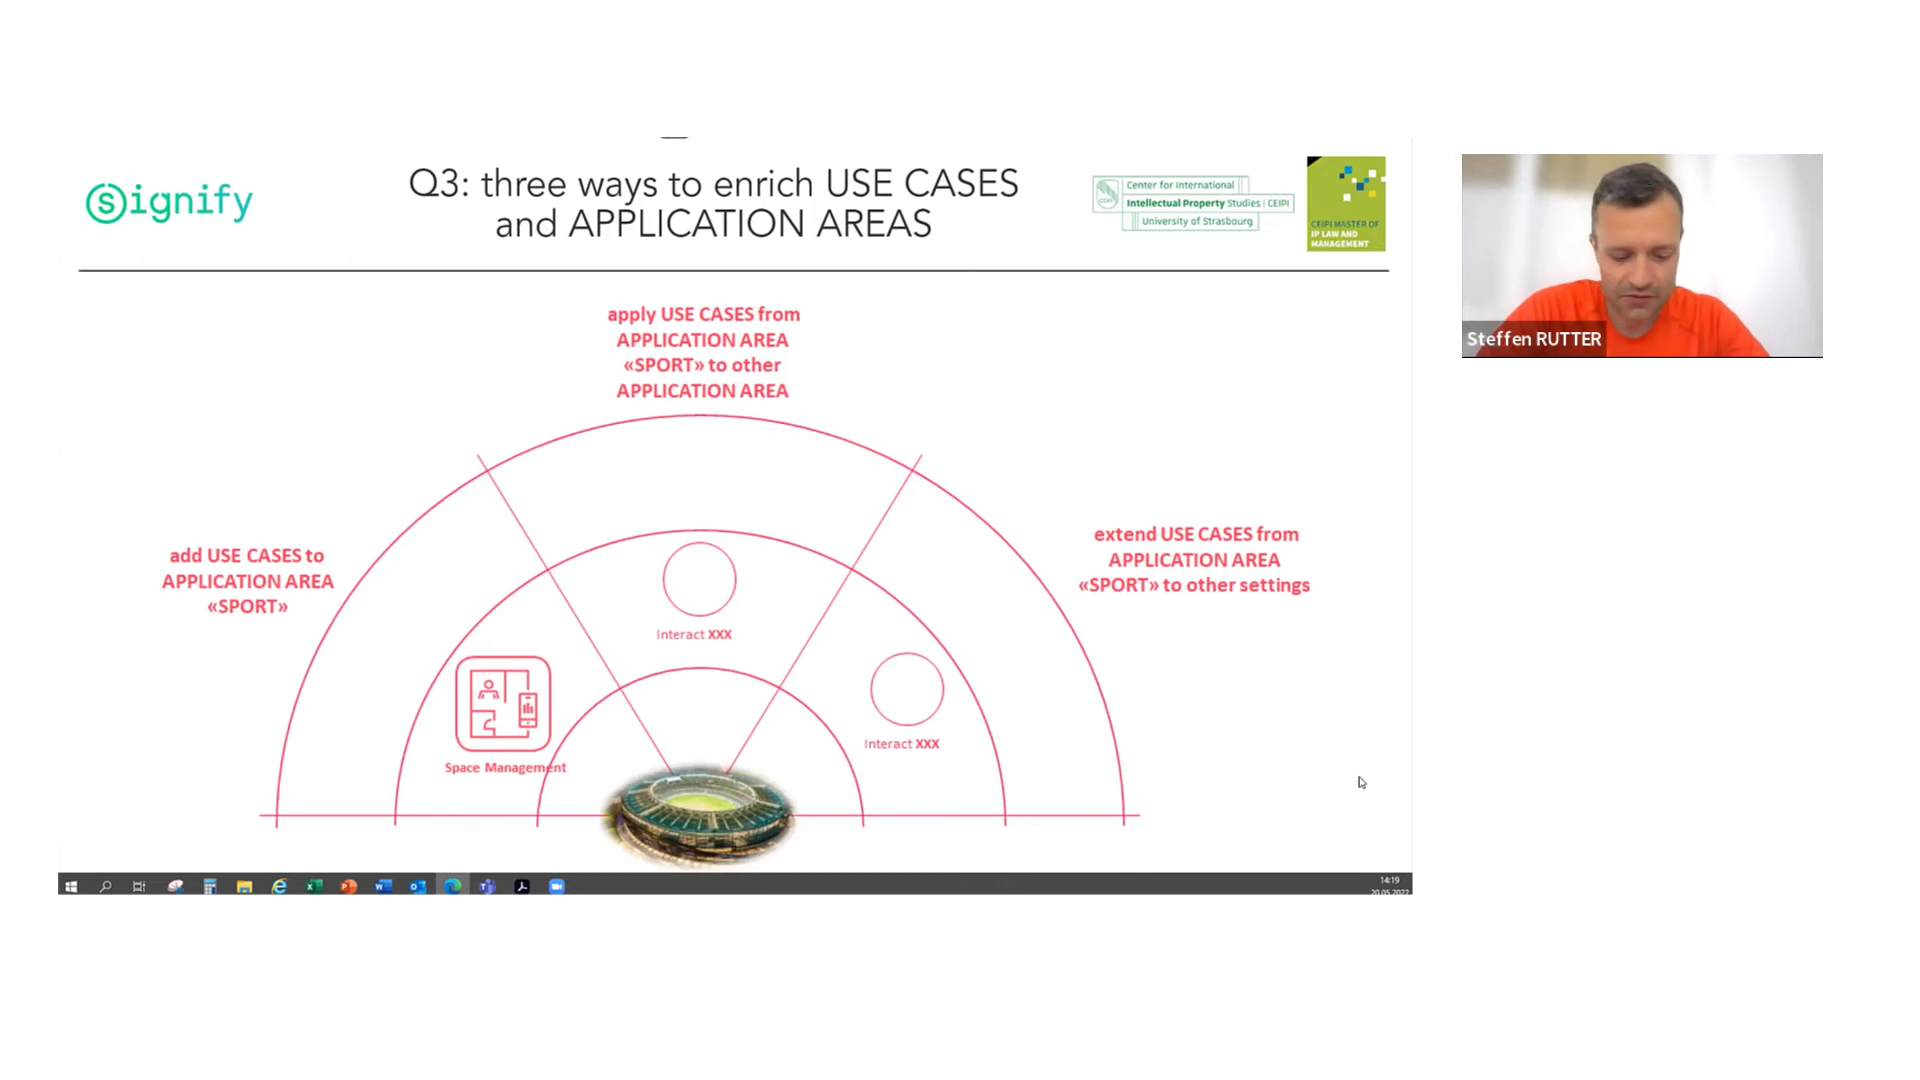 signify
Q3: three ways to enrich USE CASES
and APPLICATION AREAS
Center for International
Intellectual Property Studies | CEIPI
University of Strasbourg
CEIPI MASTER OF
IP LAW AND
MANAGEMENT
Steffen RUTTER
apply USE CASES from
APPLICATION AREA
«SPORT» to other
APPLICATION AREA
add USE CASES to
APPLICATION AREA
«SPORT»
extend USE CASES from
APPLICATION AREA
«SPORT» to other settings
Interact XXX
Interact XXX
Space Management
14:19
20.05.2022